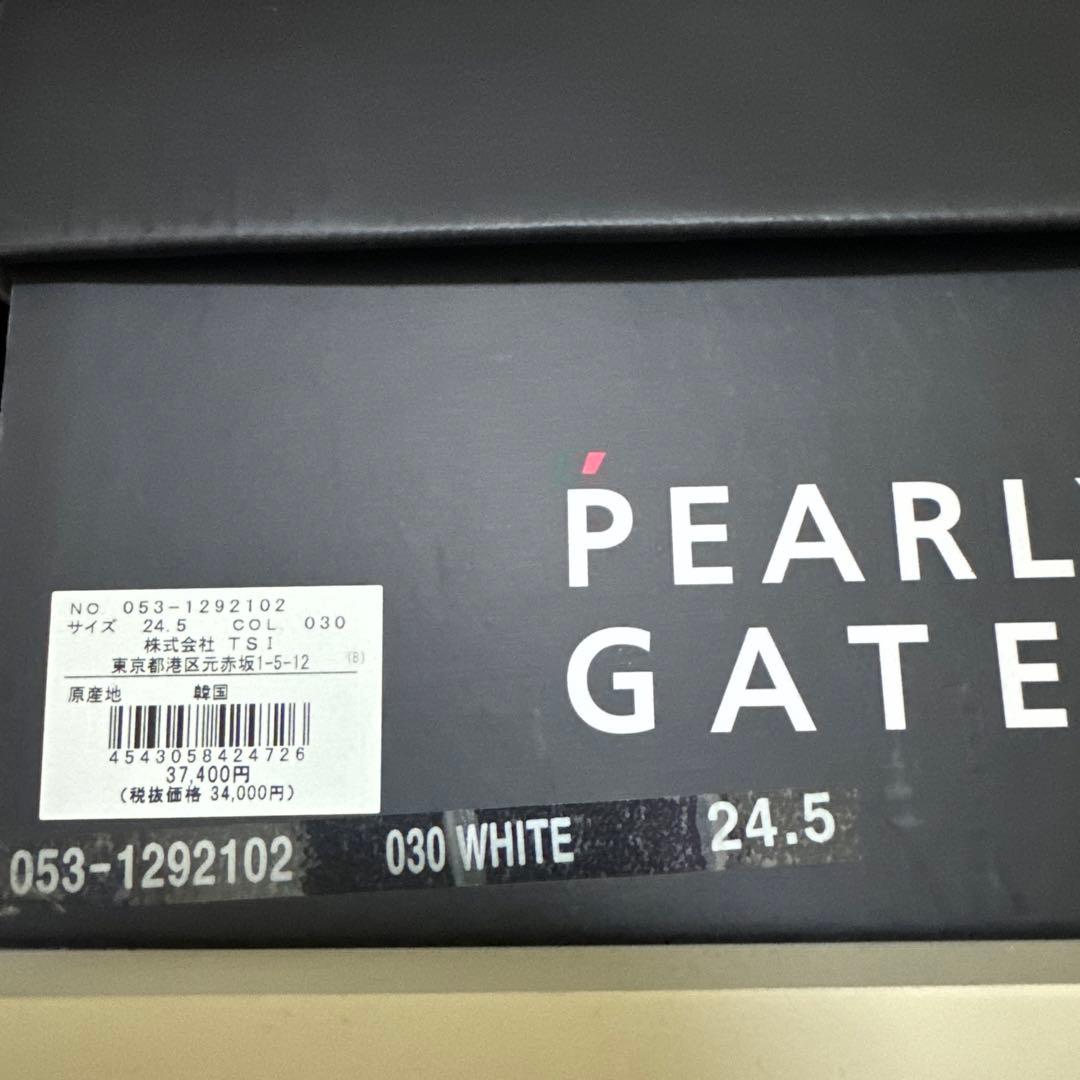 PEARLY
GATE
NO 053-1292102
サイズ 24.5 COL 030
株式会社 TSI
東京都港区元赤坂1-5-12 (B)
原産地 韓国
4543058424726
37,400円
(税抜価格 34,000円)
053-1292102 030 WHITE 24.5